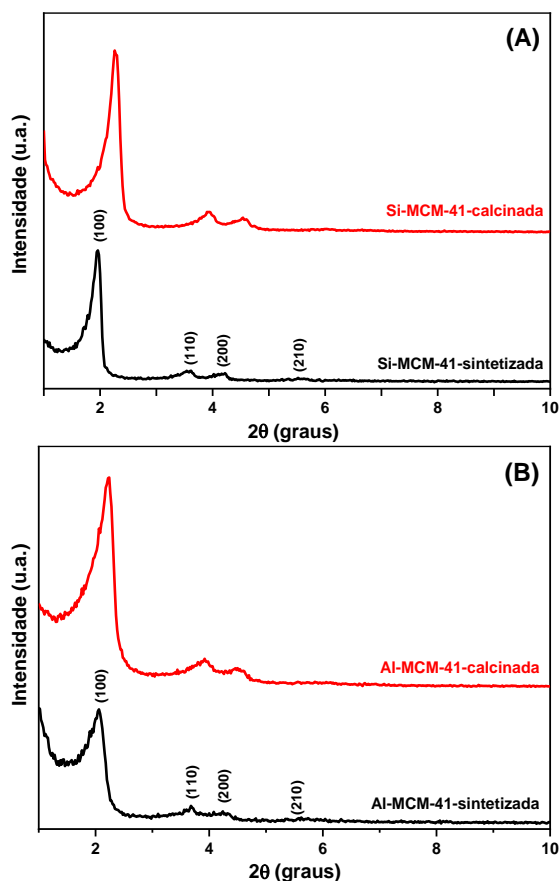 (A)
Intensidade (u.a.)
Si-MCM-41-calcinada
(100)
(110)
(200)
(210)
Si-MCM-41-sintetizada
2 4 6 8 10
2θ (graus)
(B)
Intensidade (u.a.)
Al-MCM-41-calcinada
(100)
(110)
(200)
(210)
Al-MCM-41-sintetizada
2 4 6 8 10
2θ (graus)